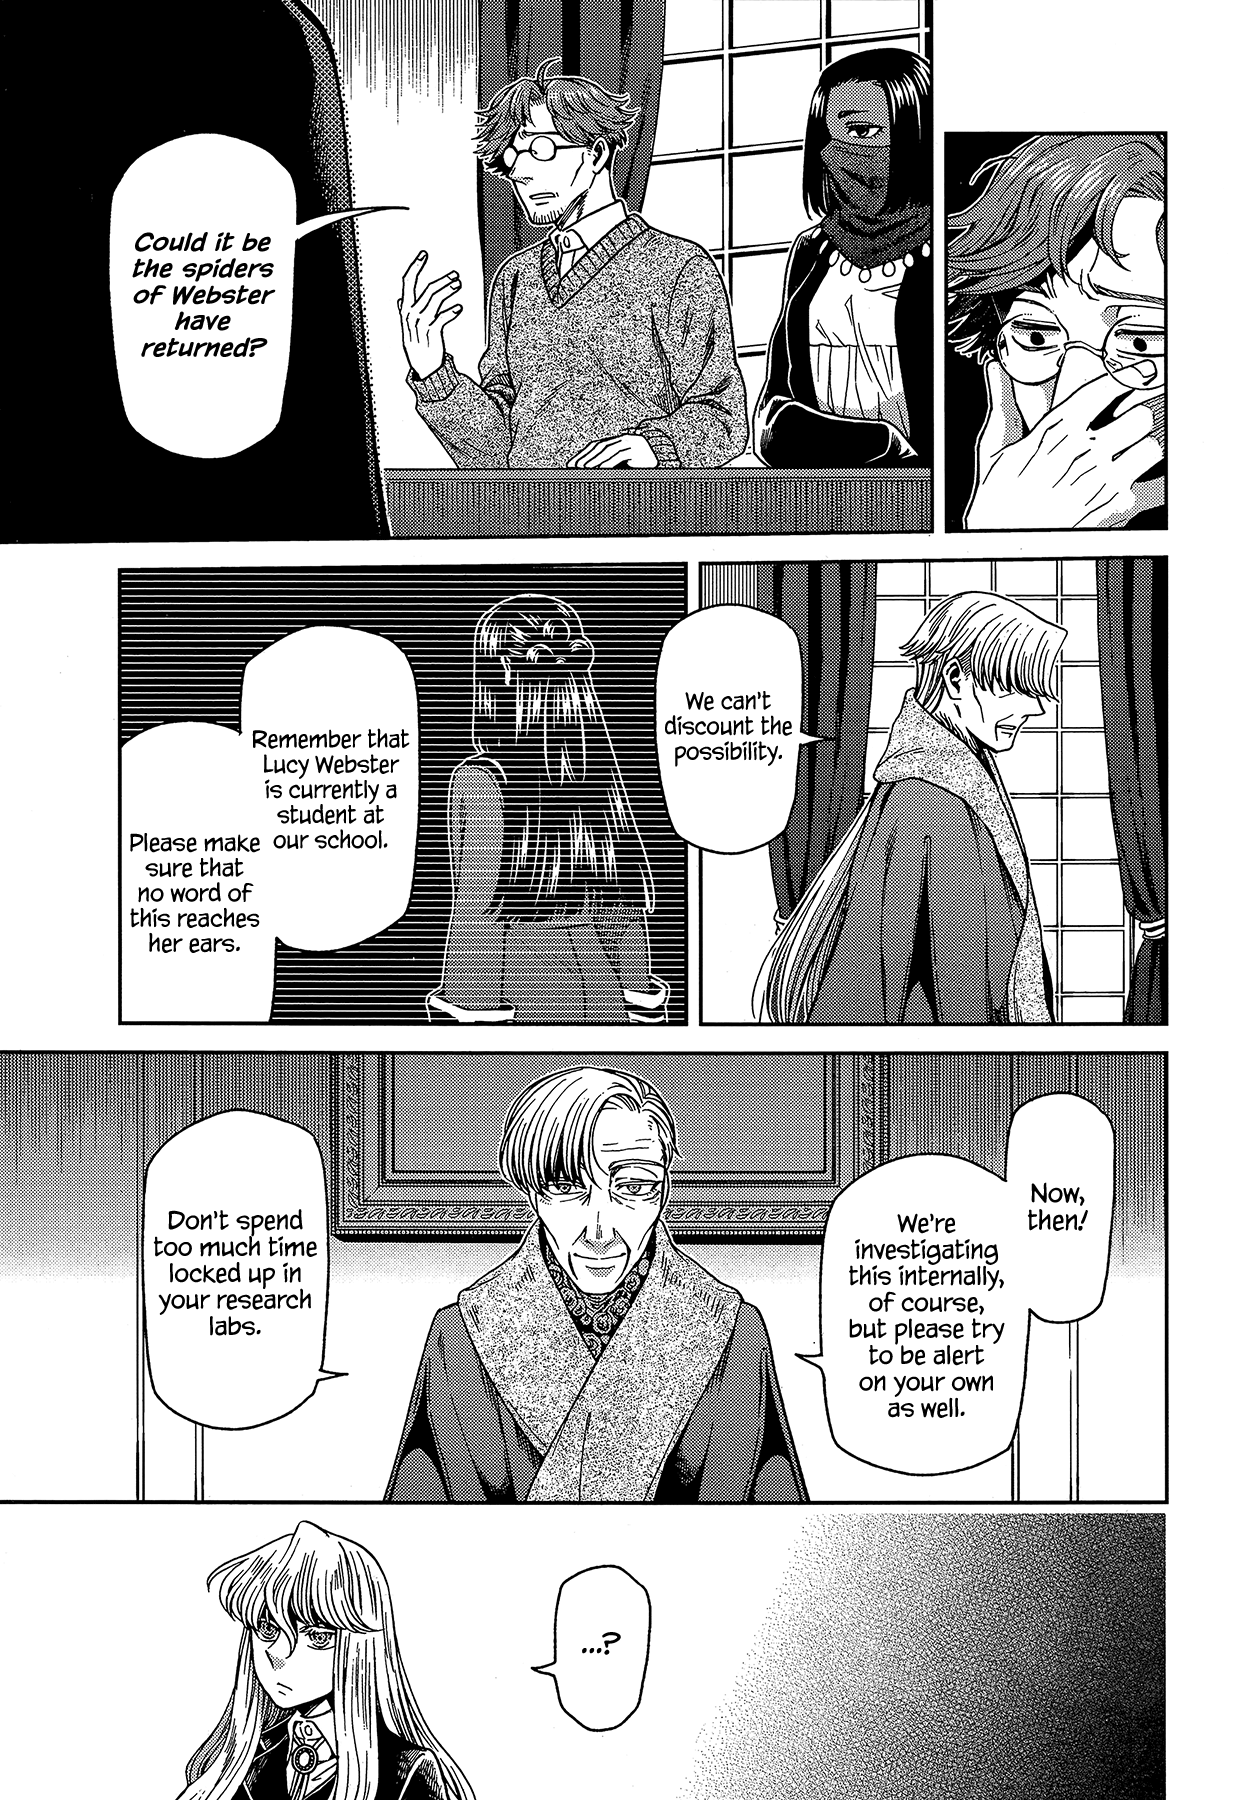 Could it be
the spiders
of Webster
have
returned?
We can't
discount the
possibility.
Remember that
Lucy Webster
is currently a
student at
our school.
Please make
sure that
no word of
this reaches
her ears.
Now,
then!
We're
investigating
this internally,
of course,
but please try
to be alert
on your own
as well.
Don't spend
too much time
locked up in
your research
labs.
...?